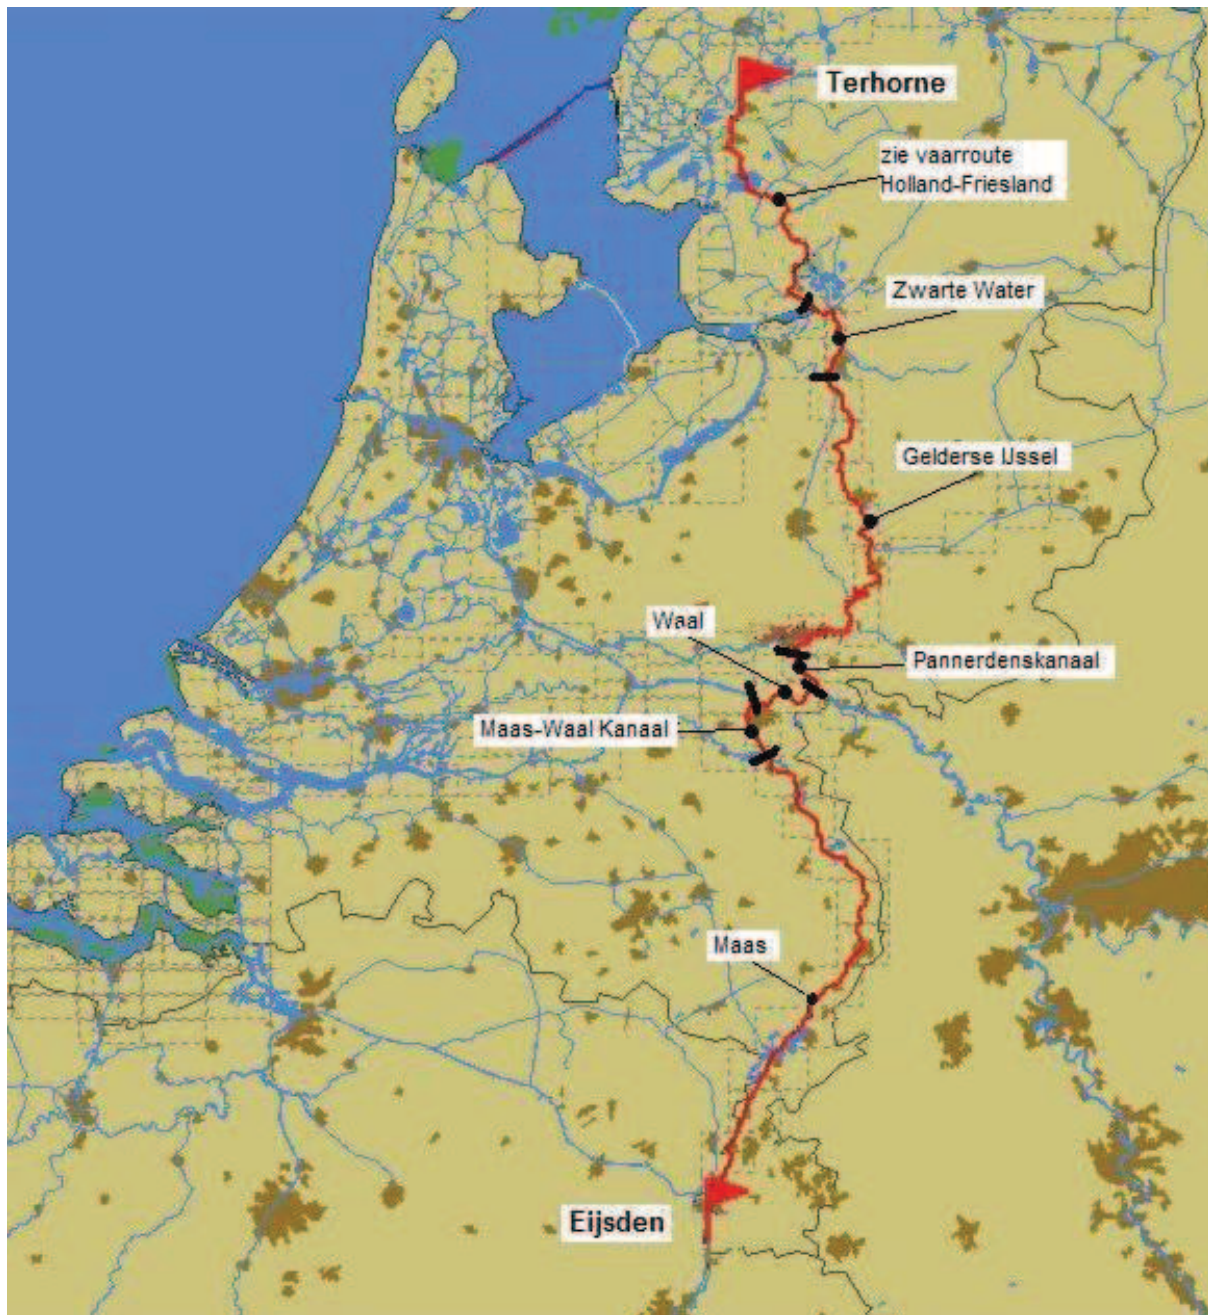 Terhorne
zie vaarroute
Holland-Friesland
Zwarte Water
Gelderse IJssel
Waal
Pannerdenskanaal
Maas-Waal Kanaal
Maas
Eijsden